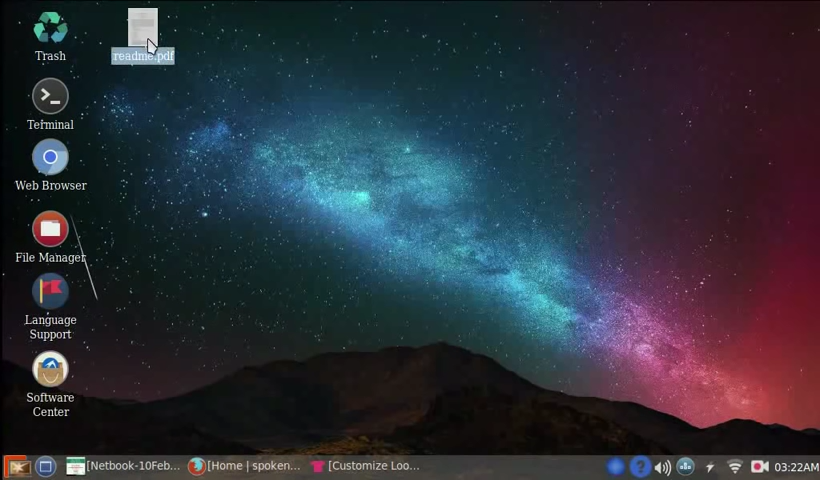 Trash
readme.pdf
Terminal
Web Browser
File Manager
Language
Support
Software
Center
[Netbook-10Feb...
[Home | spoken...
[Customize Loo...
03:22AM